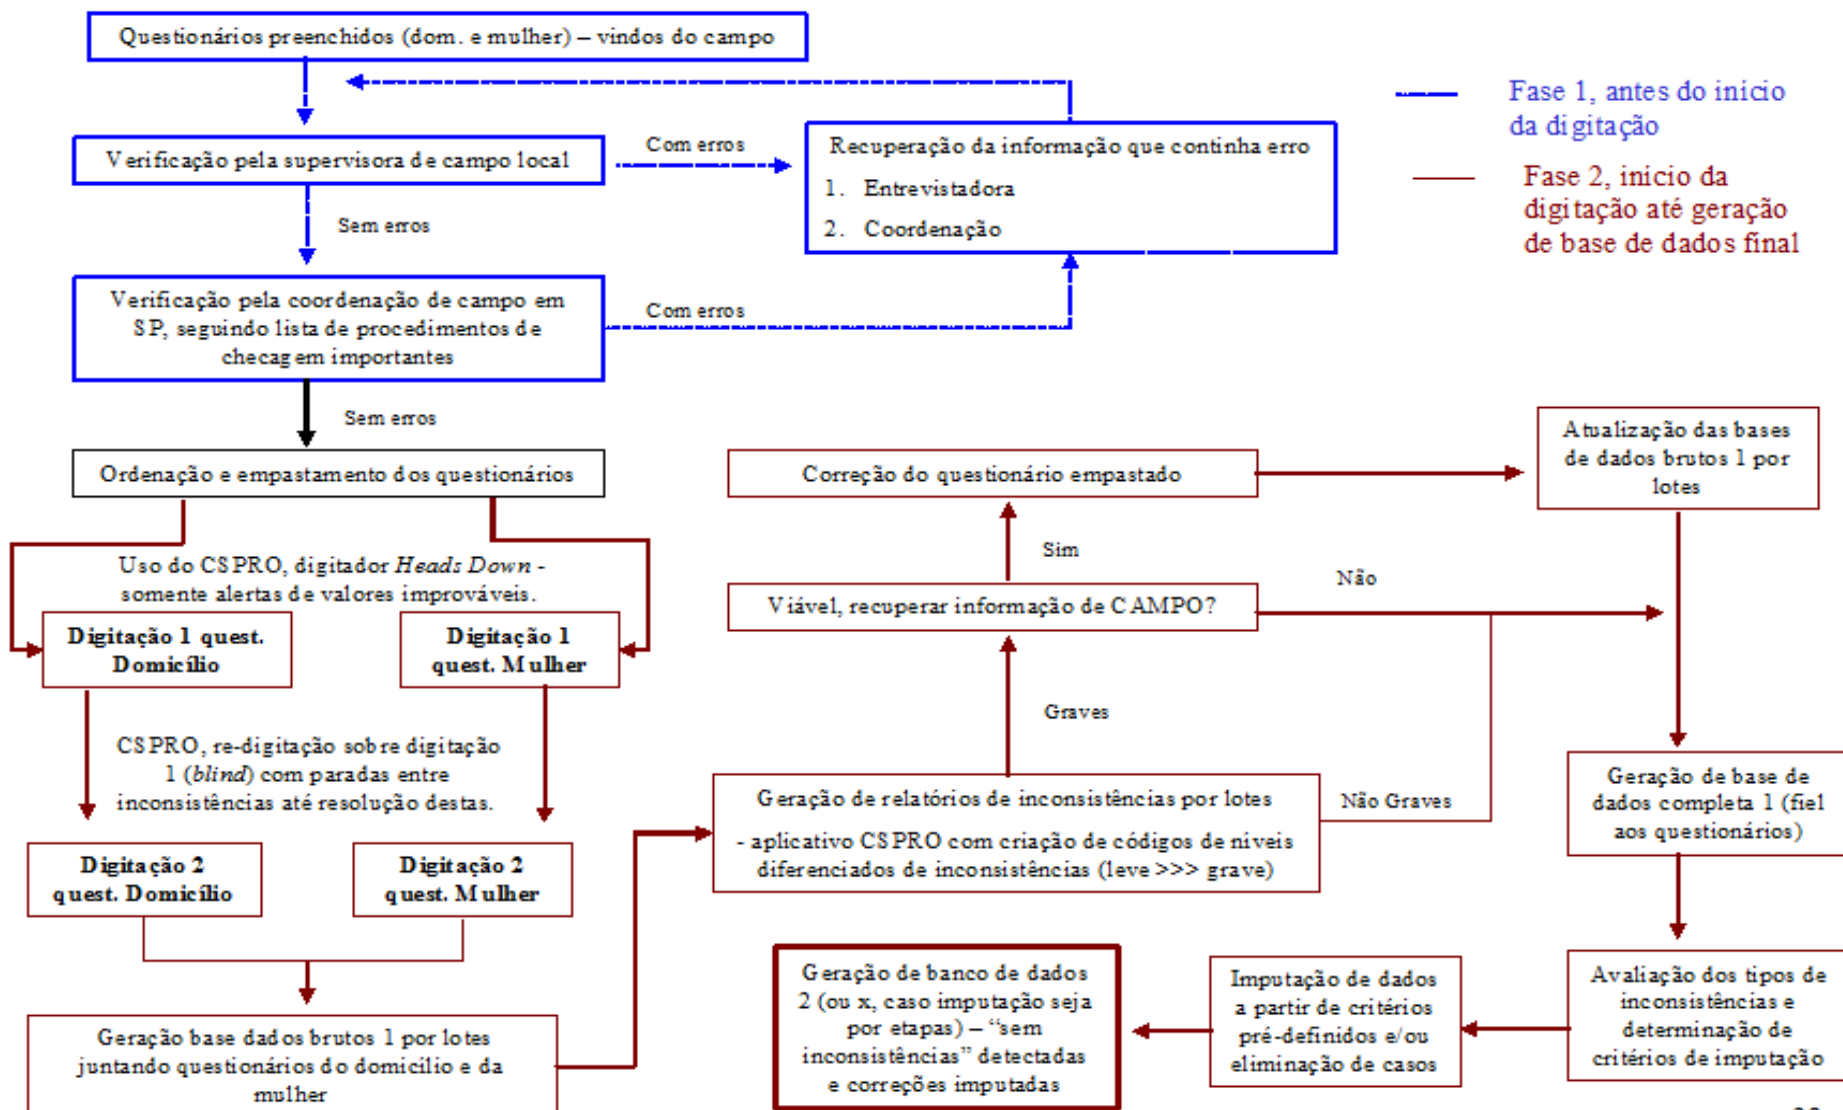 Questionários preenchidos (dom. e mulher) – vindos do campo
Fase 1, antes do inicio
da digitação
Fase 2, inicio da
digitação até geração
de base de dados final
Verificação pela supervisora de campo local
Com erros
Recuperação da informação que continha erro
1. Entrevistadora
2. Coordenação
Sem erros
Verificação pela coordenação de campo em
SP, seguindo lista de procedimentos de
checagem importantes
Com erros
Sem erros
Ordenação e empastamento dos questionários
Uso do CSPRO, digitador Heads Down -
somente alertas de valores improváveis.
Digitação 1 quest.
Domicílio
Digitação 1
quest. Mulher
CSPRO, re-digitação sobre digitação
1 (blind) com paradas entre
inconsistências até resolução destas.
Digitação 2
quest. Domicílio
Digitação 2
quest. Mulher
Geração base dados brutos 1 por lotes
juntando questionários do domicílio e da
mulher
Correção do questionário empastado
Sim
Viável, recuperar informação de CAMPO?
Não
Graves
Geração de relatórios de inconsistências por lotes
- aplicativo CSPRO com criação de códigos de níveis
diferenciados de inconsistências (leve >>> grave)
Não Graves
Atualização das bases
de dados brutos 1 por
lotes
Geração de base de
dados completa 1 (fiel
aos questionários)
Avaliação dos tipos de
inconsistências e
determinação de
critérios de imputação
Imputação de dados
a partir de critérios
pré-definidos e/ou
eliminação de casos
Geração de banco de dados
2 (ou x, caso imputação seja
por etapas) – “sem
inconsistências” detectadas
e correções imputadas